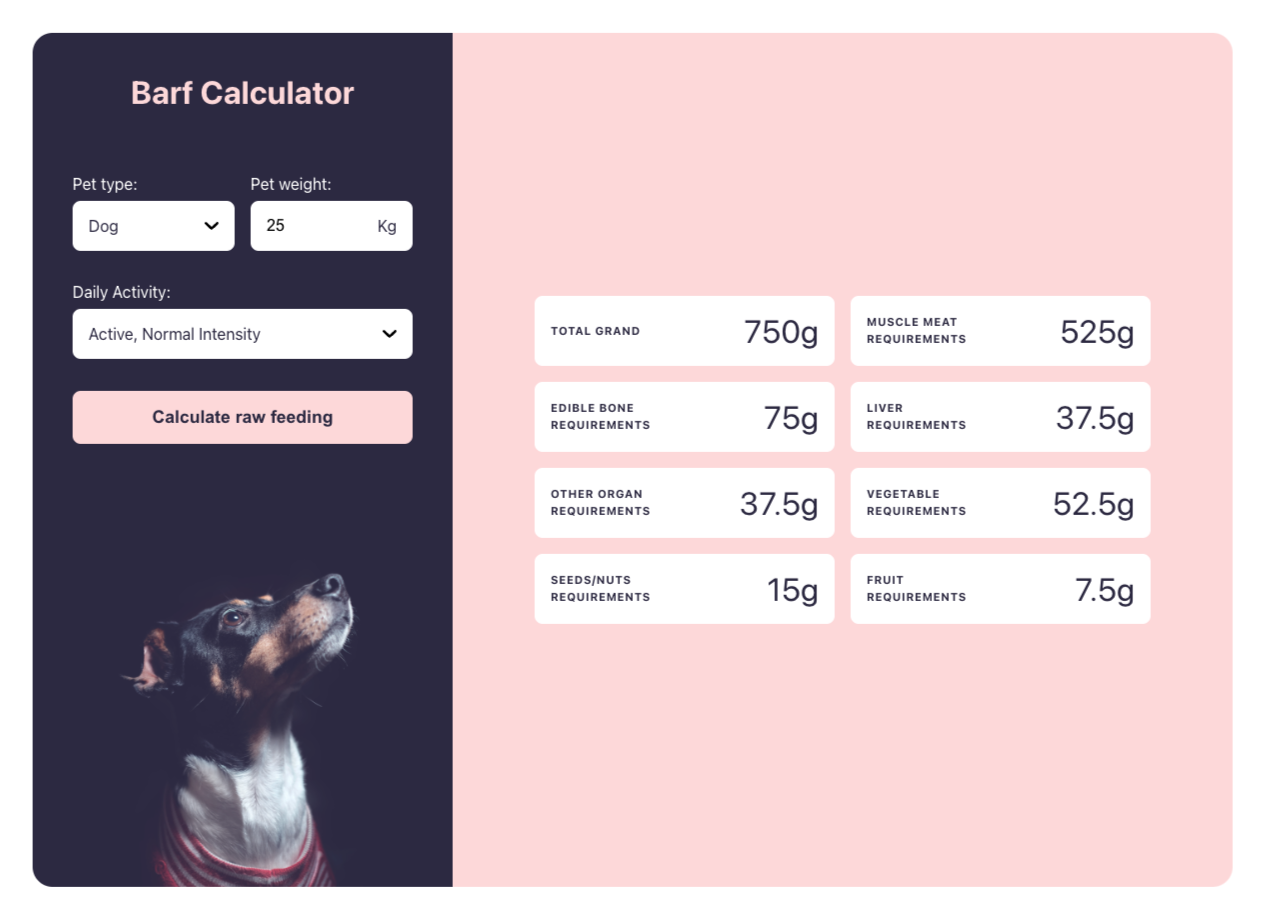 Barf Calculator
Pet type:
Pet weight:
Dog
25
Kg
Daily Activity:
Active, Normal Intensity
Calculate raw feeding
TOTAL GRAND
750g
MUSCLE MEAT
REQUIREMENTS
525g
EDIBLE BONE
REQUIREMENTS
75g
LIVER
REQUIREMENTS
37.5g
OTHER ORGAN
REQUIREMENTS
37.5g
VEGETABLE
REQUIREMENTS
52.5g
SEEDS/NUTS
REQUIREMENTS
15g
FRUIT
REQUIREMENTS
7.5g